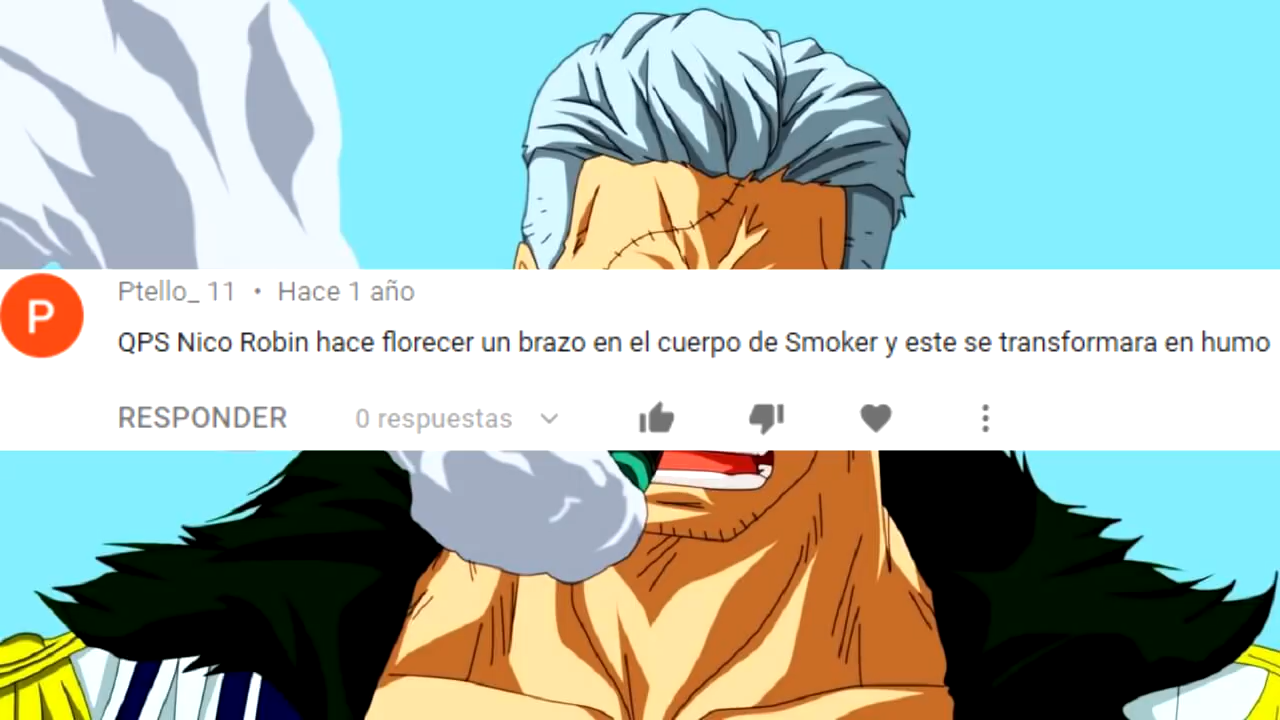 P
Ptello_ 11 • Hace 1 año
QPS Nico Robin hace florecer un brazo en el cuerpo de Smoker y este se transformara en humo
RESPONDER 0 respuestas